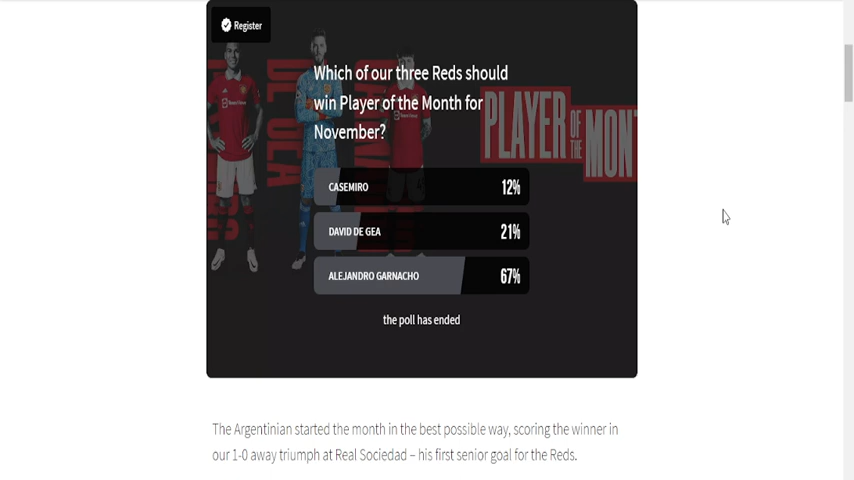 Register
Which of our three Reds should
win Player of the Month for
November?
PLAYER
OF
THE
MON
CASEMIRO 12%
DAVID DE GEA 21%
ALEJANDRO GARNACHO 67%
the poll has ended
The Argentinian started the month in the best possible way, scoring the winner in
our 1-0 away triumph at Real Sociedad – his first senior goal for the Reds.